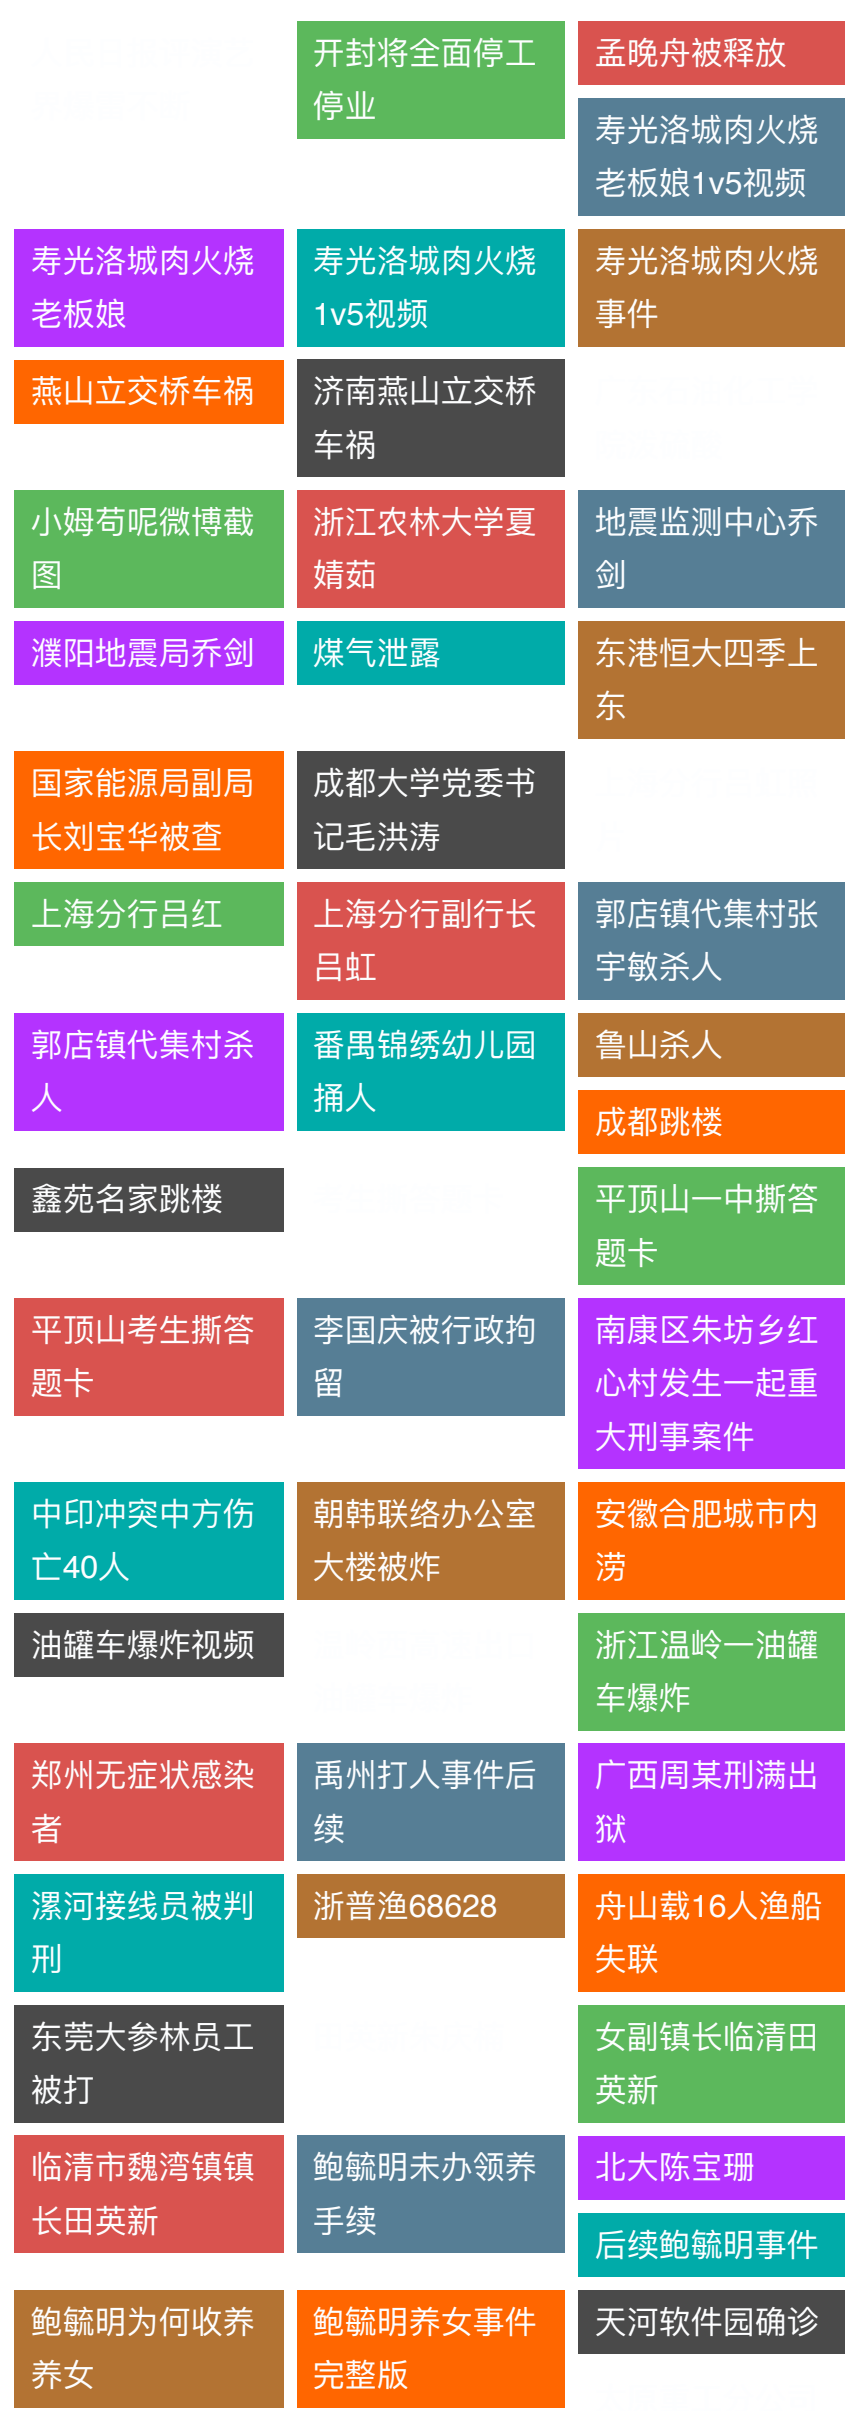 开封将全面停工
停业
孟晚舟被释放
寿光洛城肉火烧
老板娘1v5视频
寿光洛城肉火烧
老板娘
寿光洛城肉火烧
1v5视频
寿光洛城肉火烧
事件
燕山立交桥车祸
济南燕山立交桥
车祸
小姆苟呢微博截
图
浙江农林大学夏
婧茹
地震监测中心乔
剑
濮阳地震局乔剑
煤气泄露
东港恒大四季上
东
国家能源局副局
长刘宝华被查
成都大学党委书
记毛洪涛
上海分行吕红
上海分行副行长
吕虹
郭店镇代集村张
宇敏杀人
郭店镇代集村杀
人
番禺锦绣幼儿园
捅人
鲁山杀人
成都跳楼
鑫苑名家跳楼
平顶山一中撕答
题卡
平顶山考生撕答
题卡
李国庆被行政拘
留
南康区朱坊乡红
心村发生一起重
大刑事案件
中印冲突中方伤
亡40人
朝韩联络办公室
大楼被炸
安徽合肥城市内
涝
油罐车爆炸视频
浙江温岭一油罐
车爆炸
郑州无症状感染
者
禹州打人事件后
续
广西周某刑满出
狱
漯河接线员被判
刑
浙普渔68628
舟山载16人渔船
失联
东莞大参林员工
被打
女副镇长临清田
英新
临清市魏湾镇镇
长田英新
鲍毓明未办领养
手续
北大陈宝珊
后续鲍毓明事件
鲍毓明为何收养
养女
鲍毓明养女事件
完整版
天河软件园确诊